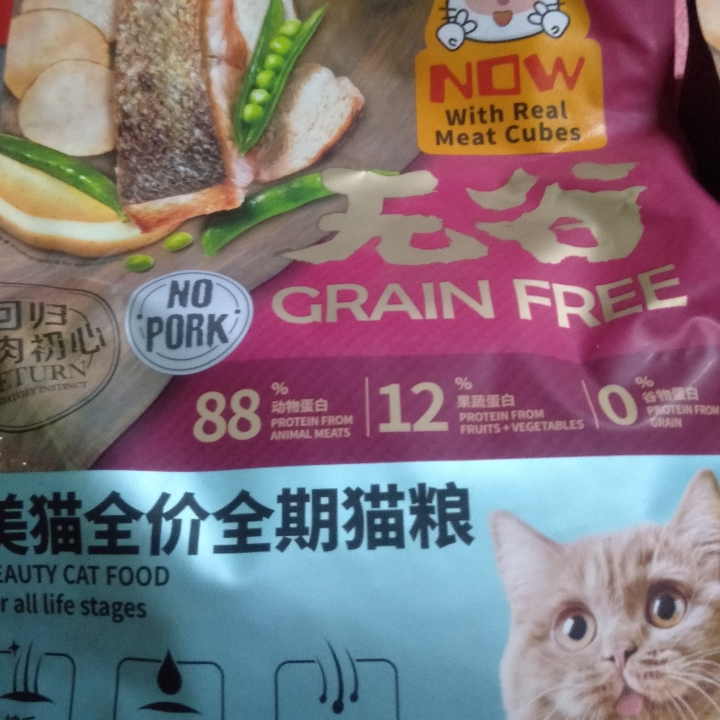 NOW
With Real
Meat Cubes
无谷
GRAIN FREE
NO
PORK
回归
肉初心
RETURN
88%
动物蛋白
PROTEIN FROM
ANIMAL MEATS
12%
果蔬蛋白
PROTEIN FROM
FRUITS + VEGETABLES
0%
谷物蛋白
PROTEIN FROM
GRAIN
美猫全价全期猫粮
BEAUTY CAT FOOD
r all life stages